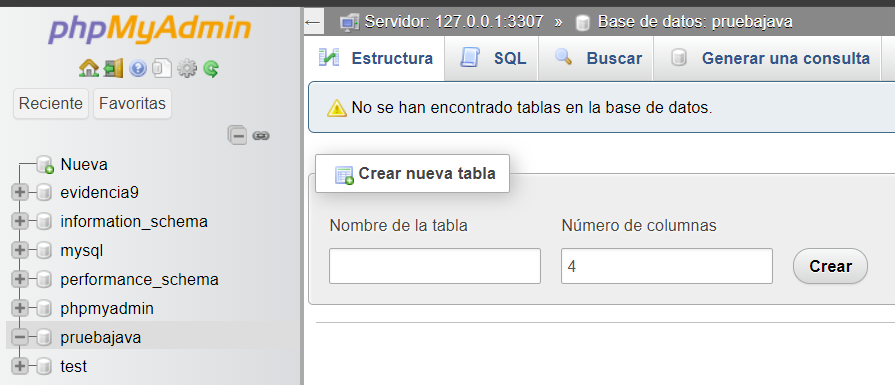 phpMyAdmin
Reciente Favoritas
Nueva
evidencia9
information_schema
mysql
performance_schema
phpmyadmin
pruebajava
test
Servidor: 127.0.0.1:3307 » Base de datos: pruebajava
Estructura SQL Buscar Generar una consulta
No se han encontrado tablas en la base de datos.
Crear nueva tabla
Nombre de la tabla Número de columnas
4 Crear